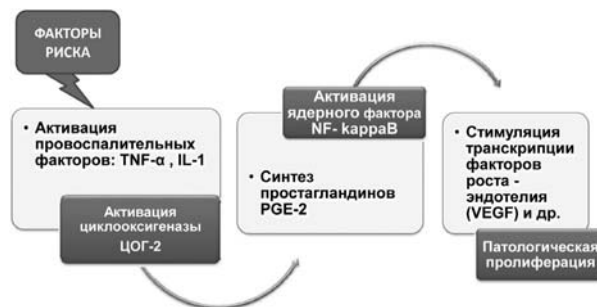 ФАКТОРЫ
РИСКА
• Активация
провоспалительных
факторов: TNF-α , IL-1
Активация
циклооксигеназы
ЦОГ-2
Активация
ядерного фактора
NF- kappaB
• Синтез
простагландинов
PGE-2
• Стимуляция
транскрипции
факторов
роста -
эндотелия
(VEGF) и др.
Патологическая
пролиферация